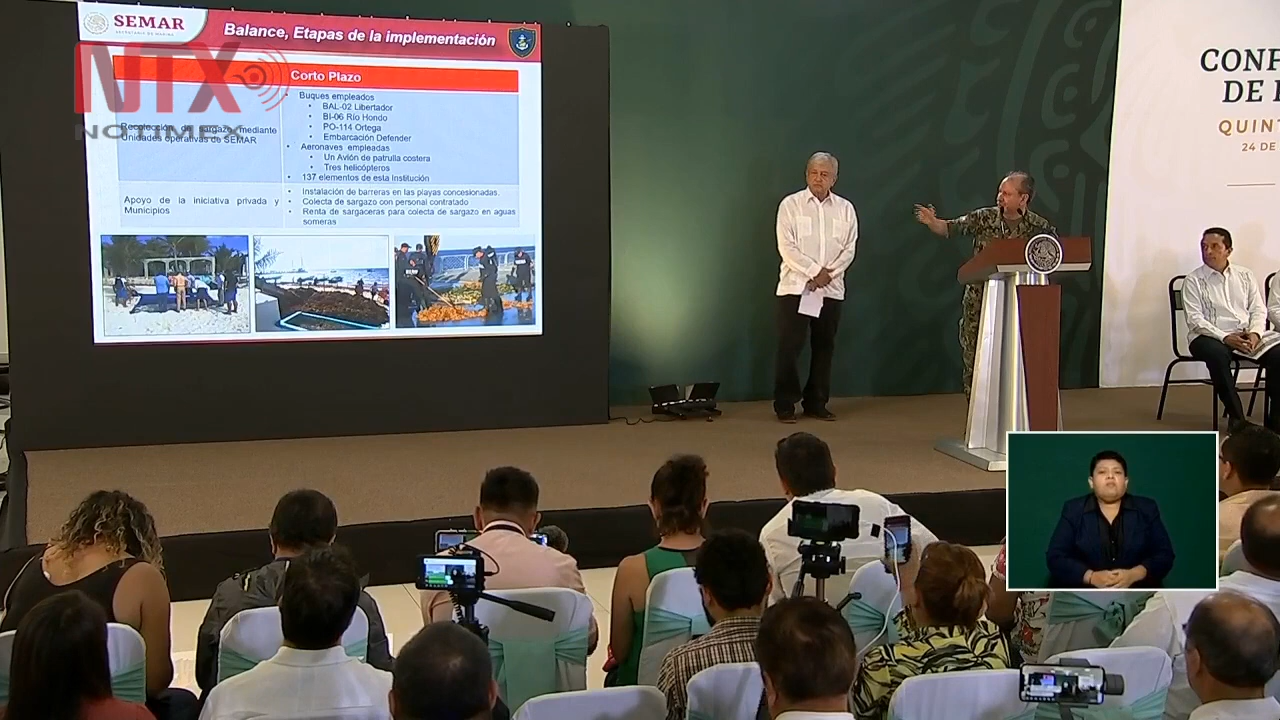 SEMAR
SECRETARÍA DE MARINA
Balance, Etapas de la implementación
NTX
NOTIMEX
Corto Plazo
Recolección de sargazo mediante
Unidades operativas de SEMAR
• Buques empleados
• BAL-02 Libertador
• BI-06 Río Hondo
• PO-114 Ortega
• Embarcación Defender
• Aeronaves empleadas
• Un Avión de patrulla costera
• Tres helicópteros
• 137 elementos de esta Institución
Apoyo de la iniciativa privada y
Municipios
• Instalación de barreras en las playas concesionadas.
• Colecta de sargazo con personal contratado
• Renta de sargaceras para colecta de sargazo en aguas
someras
CONF
DE
QUINT
24 DE